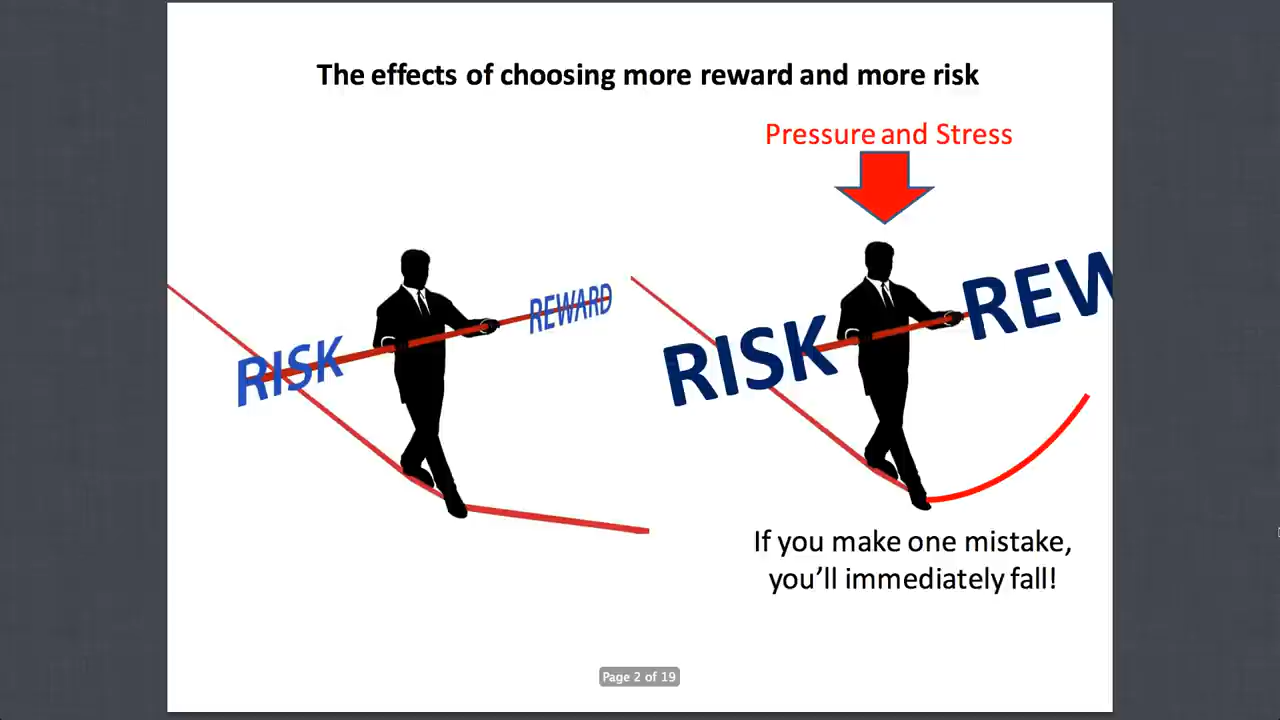 The effects of choosing more reward and more risk
Pressure and Stress
RISK
REWARD
RISK
REW
If you make one mistake,
you'll immediately fall!
Page 2 of 19